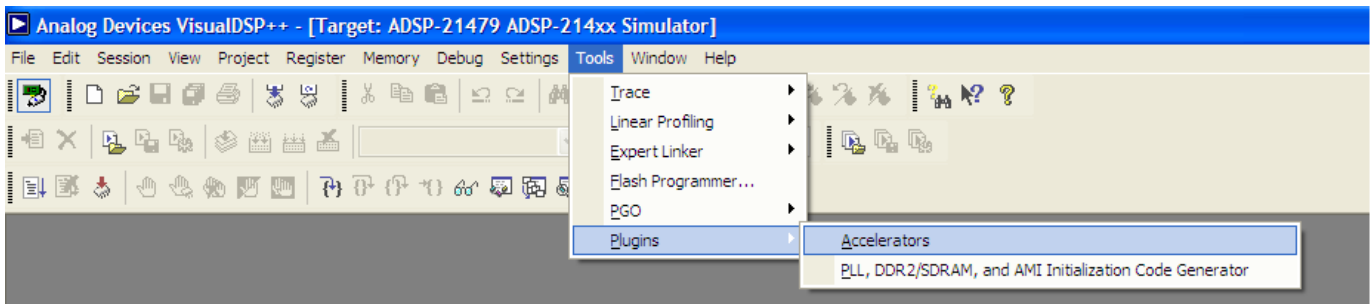 Analog Devices VisualDSP++ - [Target: ADSP-21479 ADSP-214xx Simulator]
File Edit Session View Project Register Memory Debug Settings Tools Window Help
Trace
Linear Profiling
Expert Linker
Flash Programmer...
PGO
Plugins
Accelerators
PLL, DDR2/SDRAM, and AMI Initialization Code Generator